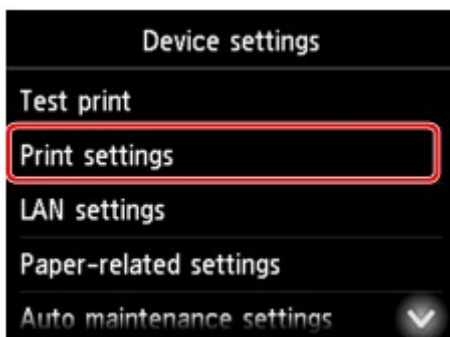 Device settings
Test print
Print settings
LAN settings
Paper-related settings
Auto maintenance settings